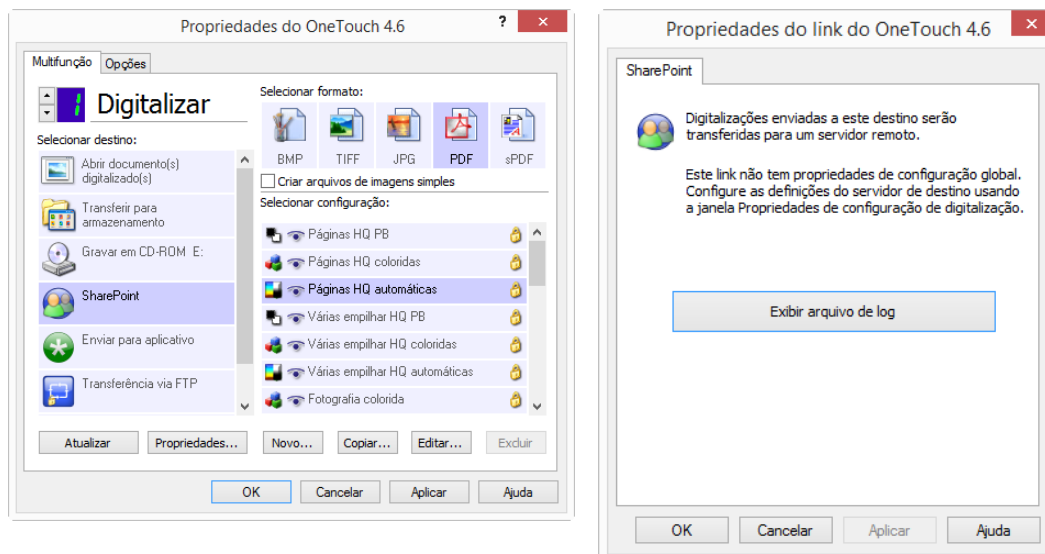 Propriedades do OneTouch 4.6
?
×
Multifunção
Opções
1 Digitalizar
Selecionar destino:
Abrir documento(s)
digitalizado(s)
Transferir para
armazenamento
Gravar em CD-ROM E:
SharePoint
Enviar para aplicativo
Transferência via FTP
Selecionar formato:
BMP TIFF JPG PDF sPDF
Criar arquivos de imagens simples
Selecionar configuração:
Páginas HQ PB
Páginas HQ coloridas
Páginas HQ automáticas
Várias empilhar HQ PB
Várias empilhar HQ coloridas
Várias empilhar HQ automáticas
Fotografia colorida
Atualizar Propriedades... Novo... Copiar... Editar... Excluir
OK Cancelar Aplicar Ajuda
Propriedades do link do OneTouch 4.6
×
SharePoint
Digitalizações enviadas a este destino serão
transferidas para um servidor remoto.
Este link não tem propriedades de configuração global.
Configure as definições do servidor de destino usando
a janela Propriedades de configuração de digitalização.
Exibir arquivo de log
OK Cancelar Aplicar Ajuda